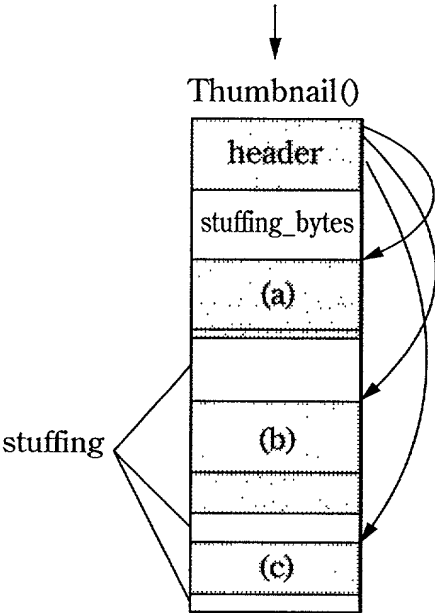 Thumbnail()
header
stuffing_bytes
(a)
(b)
stuffing
(c)